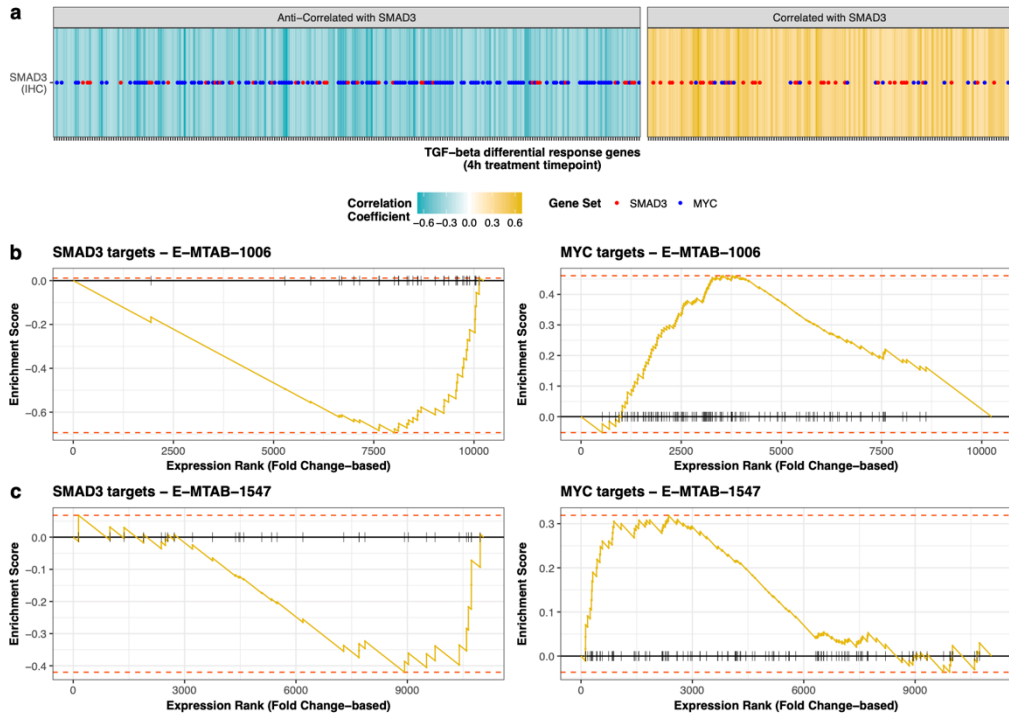 a
Anti-Correlated with SMAD3
Correlated with SMAD3
SMAD3
(IHC)
TGF-beta differential response genes
(4h treatment timepoint)
Correlation
Coefficient
−0.6 −0.3 0.0 0.3 0.6
Gene Set
SMAD3
MYC
b
SMAD3 targets − E−MTAB−1006
Enrichment Score
0.0
−0.2
−0.4
−0.6
0 2500 5000 7500 10000
Expression Rank (Fold Change−based)
MYC targets − E−MTAB−1006
Enrichment Score
0.4
0.3
0.2
0.1
0.0
0 2500 5000 7500 10000
Expression Rank (Fold Change−based)
c
SMAD3 targets − E−MTAB−1547
Enrichment Score
0.0
−0.1
−0.2
−0.3
−0.4
0 3000 6000 9000
Expression Rank (Fold Change−based)
MYC targets − E−MTAB−1547
Enrichment Score
0.3
0.2
0.1
0.0
0 3000 6000 9000
Expression Rank (Fold Change−based)